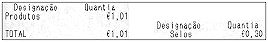 Designação Quantia
Produtos €1,01
Designação Quantia
TOTAL €1,01 Selos €0,30